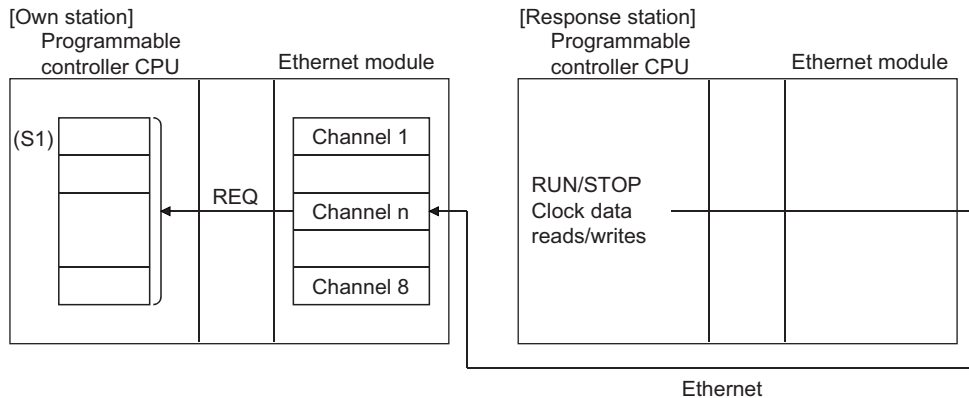 [Own station]
Programmable
controller CPU
Ethernet module
(S1)
REQ
Channel 1
Channel n
Channel 8
[Response station]
Programmable
controller CPU
Ethernet module
RUN/STOP
Clock data
reads/writes
Ethernet